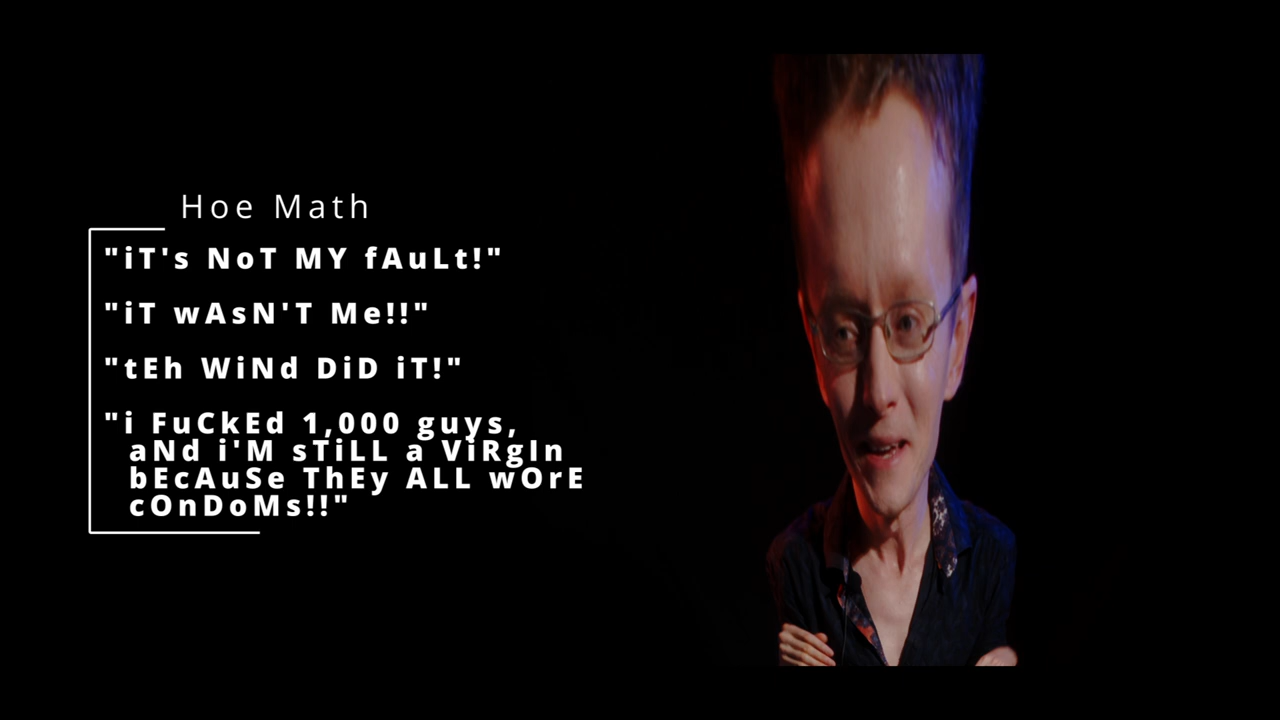 Hoe Math
"iT's NoT MY fAuLt!"
"iT wAsN'T Me!!"
"tEh WiNd DiD iT!"
"i FuCkEd 1,000 guys,
aNd i'M sTiLL a ViRgIn
bEcAuSe ThEy ALL wOrE
cOnDoMs!!"